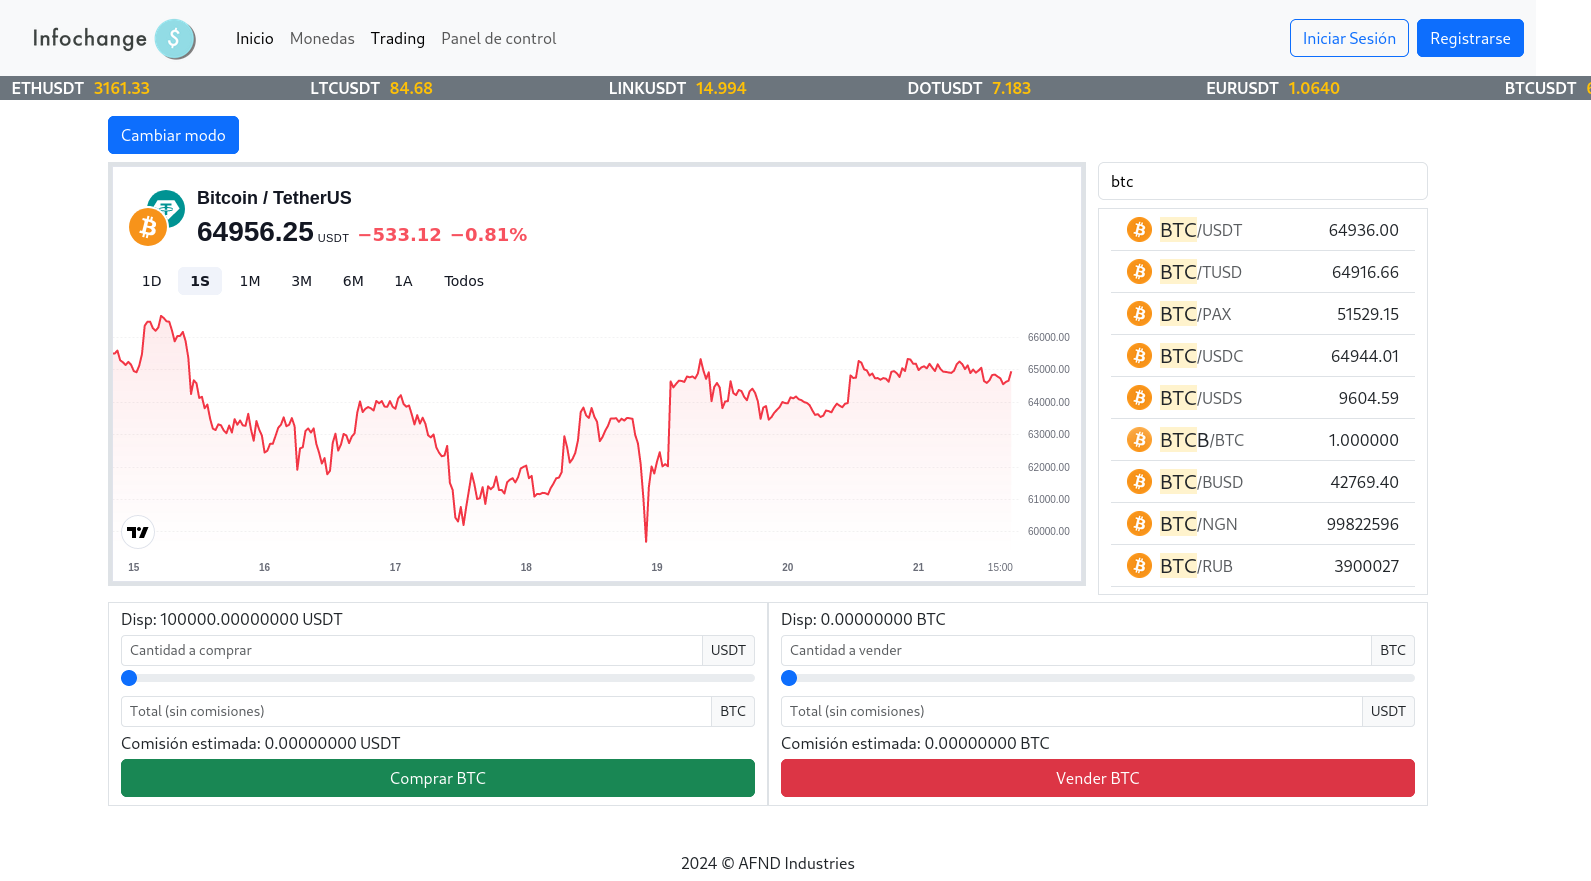 Infochange $ Inicio Monedas Trading Panel de control Iniciar Sesión Registrarse
ETHUSDT 3161.33 LTCUSDT 84.68 LINKUSDT 14.994 DOTUSDT 7.183 EURUSDT 1.0640 BTCUSDT
Cambiar modo
Bitcoin / TetherUS
64956.25 USDT −533.12 −0.81%
1D 1S 1M 3M 6M 1A Todos
66000.00
65000.00
64000.00
63000.00
62000.00
61000.00
60000.00
15 16 17 18 19 20 21 15:00
btc
BTC/USDT 64936.00
BTC/TUSD 64916.66
BTC/PAX 51529.15
BTC/USDC 64944.01
BTC/USDS 9604.59
BTCB/BTC 1.000000
BTC/BUSD 42769.40
BTC/NGN 99822596
BTC/RUB 3900027
Disp: 100000.00000000 USDT
Cantidad a comprar USDT
Total (sin comisiones) BTC
Comisión estimada: 0.00000000 USDT
Comprar BTC
Disp: 0.00000000 BTC
Cantidad a vender BTC
Total (sin comisiones) USDT
Comisión estimada: 0.00000000 BTC
Vender BTC
2024 © AFND Industries